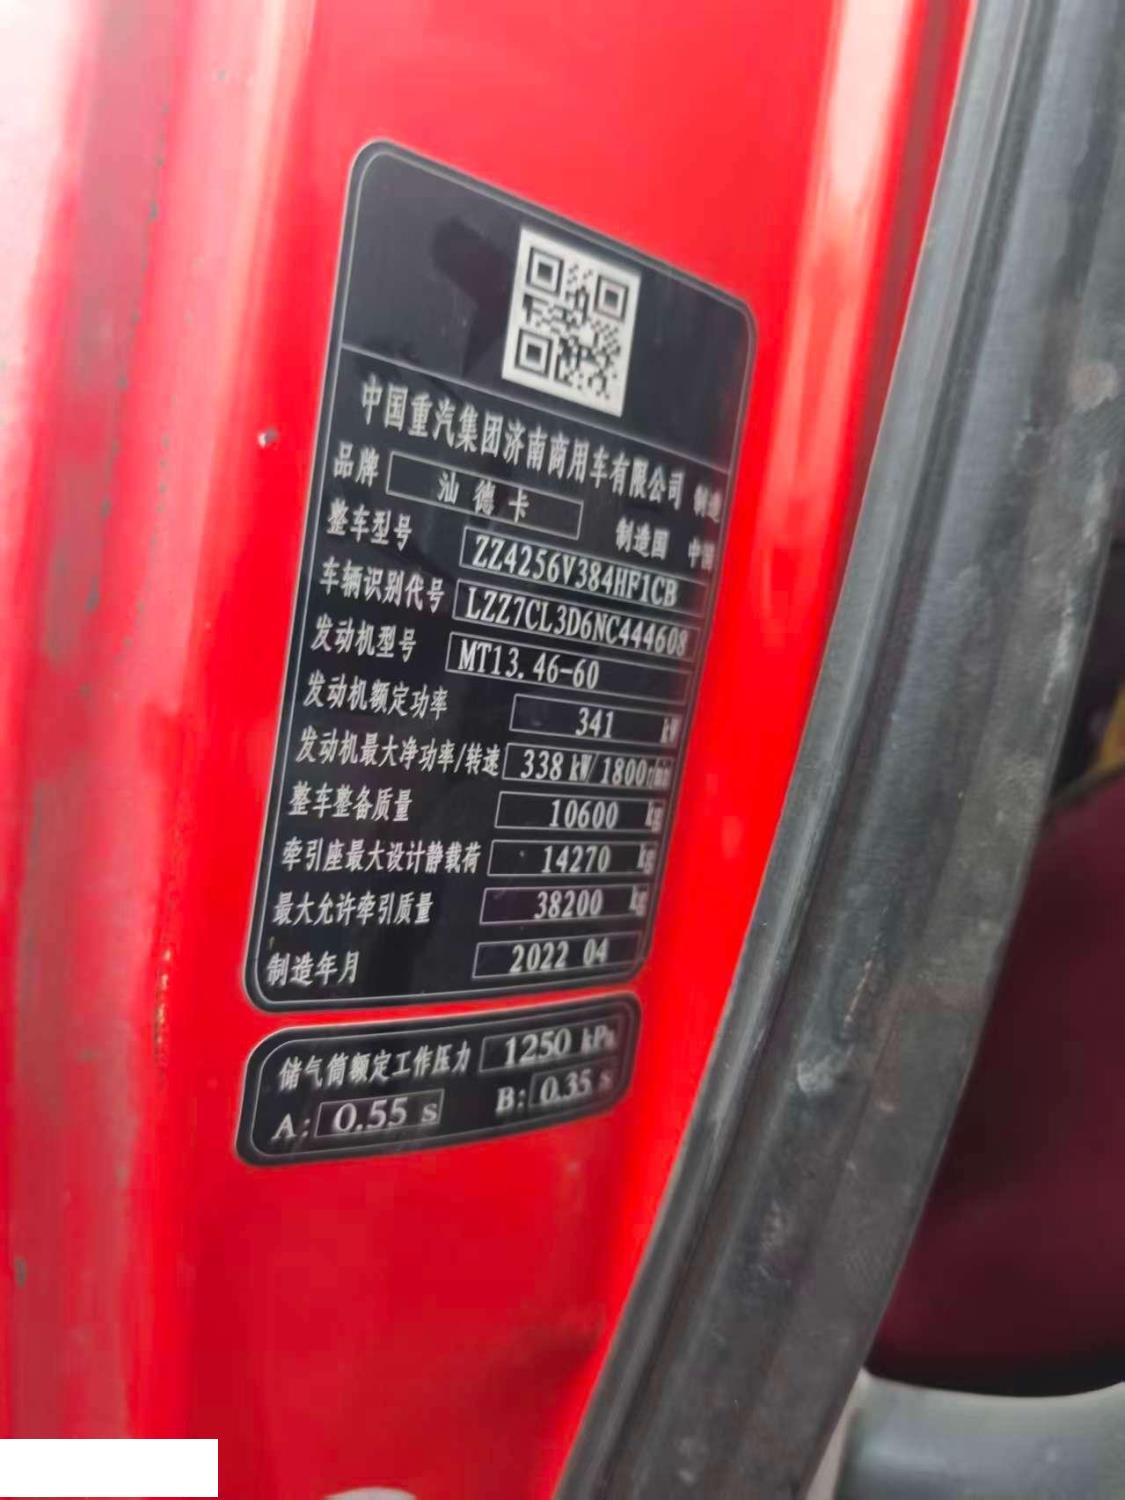 中国重汽集团济南商用车有限公司 制造
品牌 汕德卡 制造国 中国
整车型号 ZZ4256V384HF1CB
车辆识别代号 LZZ7CL3D6NC444608
发动机型号 MT13.46-60
发动机额定功率 341 kW
发动机最大净功率/转速 338 kW/1800r/min
整车整备质量 10600 kg
牵引座最大设计静载荷 14270 kg
最大允许牵引质量 38200 kg
制造年月 2022 04
储气筒额定工作压力 1250 kPa
A: 0.55 s B: 0.35 s